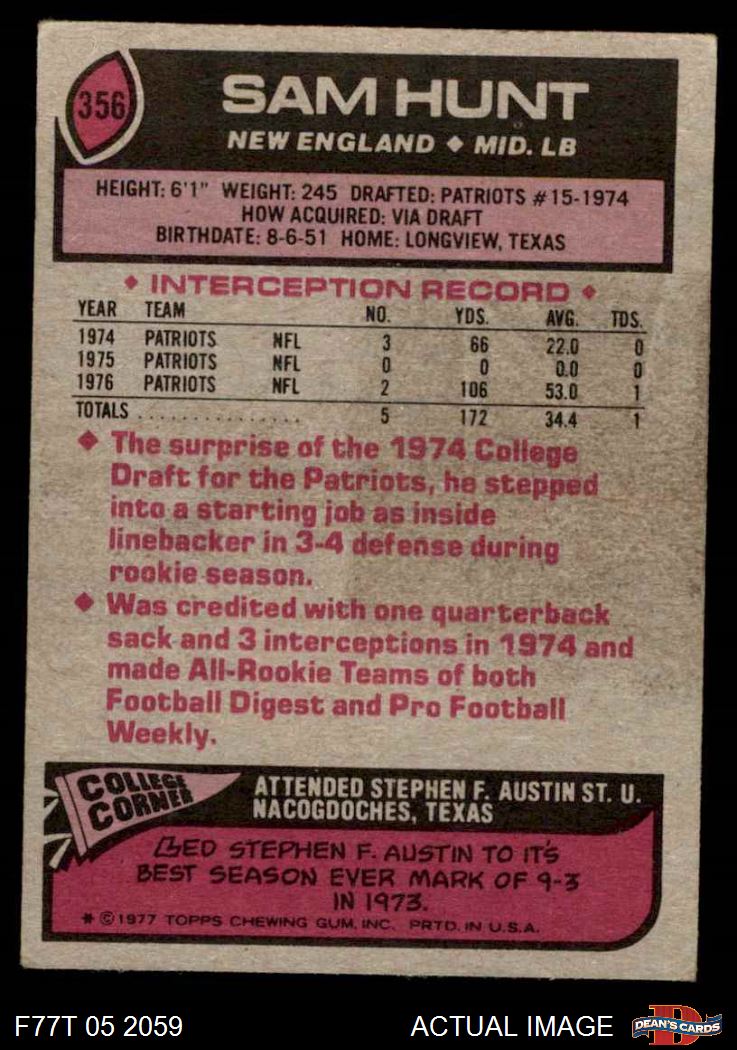 356
SAM HUNT
NEW ENGLAND ◆ MID. LB
HEIGHT: 6'1" WEIGHT: 245 DRAFTED: PATRIOTS #15-1974
HOW ACQUIRED: VIA DRAFT
BIRTHDATE: 8-6-51 HOME: LONGVIEW, TEXAS
◆ INTERCEPTION RECORD ◆
YEAR TEAM NO. YDS. AVG. TDS.
1974 PATRIOTS NFL 3 66 22.0 0
1975 PATRIOTS NFL 0 0 0.0 0
1976 PATRIOTS NFL 2 106 53.0 1
TOTALS . . . . . . . . . . . . . . . 5 172 34.4 1
◆ The surprise of the 1974 College
Draft for the Patriots, he stepped
into a starting job as inside
linebacker in 3-4 defense during
rookie season.
◆ Was credited with one quarterback
sack and 3 interceptions in 1974 and
made All-Rookie Teams of both
Football Digest and Pro Football
Weekly.
COLLEGE
CORNER
ATTENDED STEPHEN F. AUSTIN ST. U.
NACOGDOCHES, TEXAS
LED STEPHEN F. AUSTIN TO IT'S
BEST SEASON EVER MARK OF 9-3
IN 1973.
* © 1977 TOPPS CHEWING GUM, INC. PRTD. IN U.S.A.
F77T 05 2059
ACTUAL IMAGE
D
DEAN'S CARDS